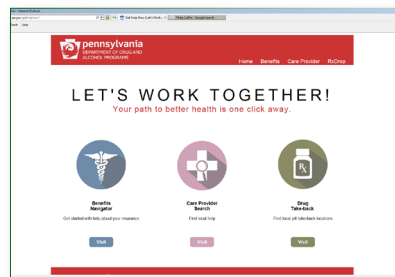 pennsylvania
DEPARTMENT OF DRUG AND
ALCOHOL PROGRAMS
Home Benefits Care Provider RxDrop
LET'S WORK TOGETHER!
Your path to better health is one click away.
Benefits
Navigator
Get started with help about your insurance
Visit
Care Provider
Search
Find local help
Visit
Rx
Drug
Take-Back
Find local pill take-back locations
Visit